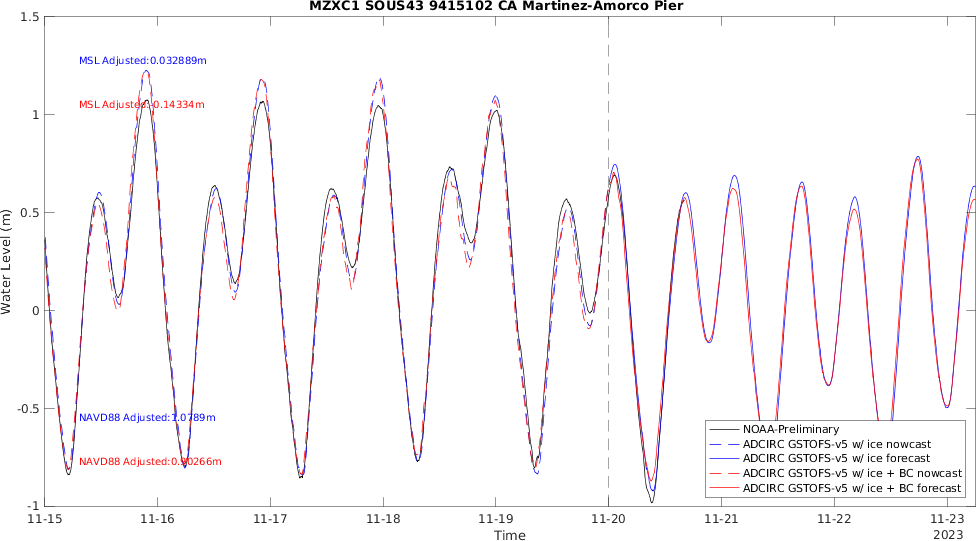 MZXC1 SOUS43 9415102 CA Martinez-Amorco Pier
1.5
1
0.5
0
-0.5
-1
Water Level (m)
MSL Adjusted:0.032889m
MSL Adjusted:-0.14334m
NAVD88 Adjusted:1.0789m
NAVD88 Adjusted:0.90266m
NOAA-Preliminary
ADCIRC GSTOFS-v5 w/ ice nowcast
ADCIRC GSTOFS-v5 w/ ice forecast
ADCIRC GSTOFS-v5 w/ ice + BC nowcast
ADCIRC GSTOFS-v5 w/ ice + BC forecast
11-15 11-16 11-17 11-18 11-19 11-20 11-21 11-22 11-23
Time
2023